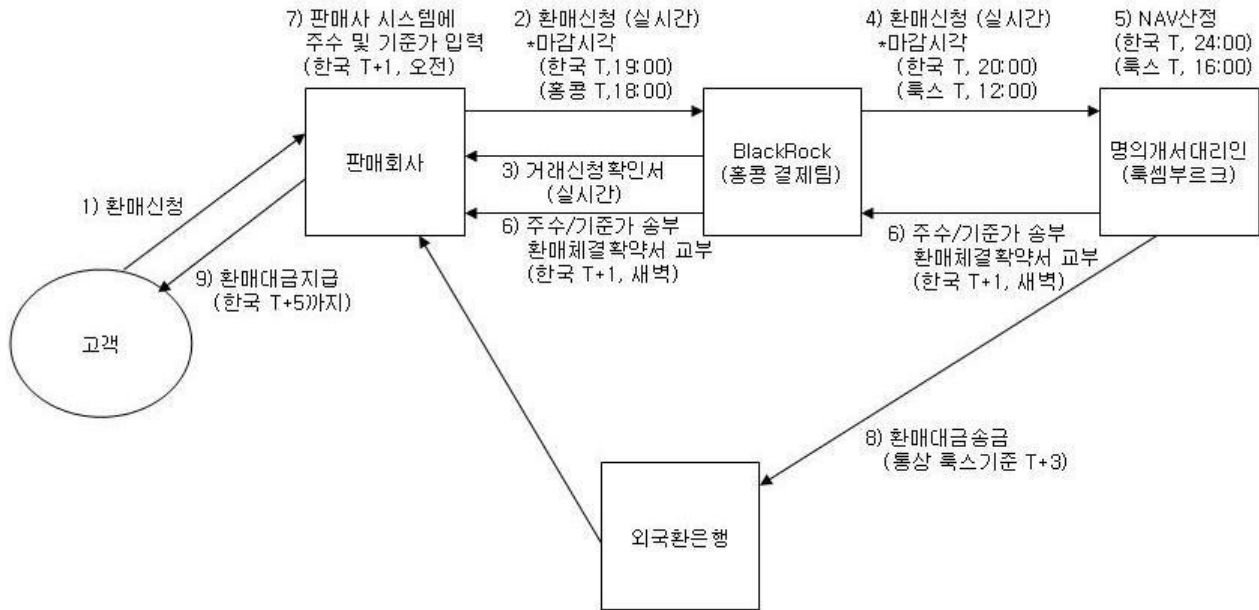 7) 판매사 시스템에
주수 및 기준가 입력
(한국 T+1, 오전)
2) 환매신청 (실시간)
*마감시각
(한국 T,19:00)
(홍콩 T,18:00)
4) 환매신청 (실시간)
*마감시각
(한국 T, 20:00)
(룩스 T, 12:00)
5) NAV산정
(한국 T, 24:00)
(룩스 T, 16:00)
판매회사
BlackRock
(홍콩 결제팀)
명의개서대리인
(룩셈부르크)
3) 거래신청확인서
(실시간)
1) 환매신청
6) 주수/기준가 송부
환매체결확약서 교부
(한국 T+1, 새벽)
6) 주수/기준가 송부
환매체결확약서 교부
(한국 T+1, 새벽)
9) 환매대금지급
(한국 T+5)까지)
고객
8) 환매대금송금
(통상 룩스기준 T+3)
외국환은행